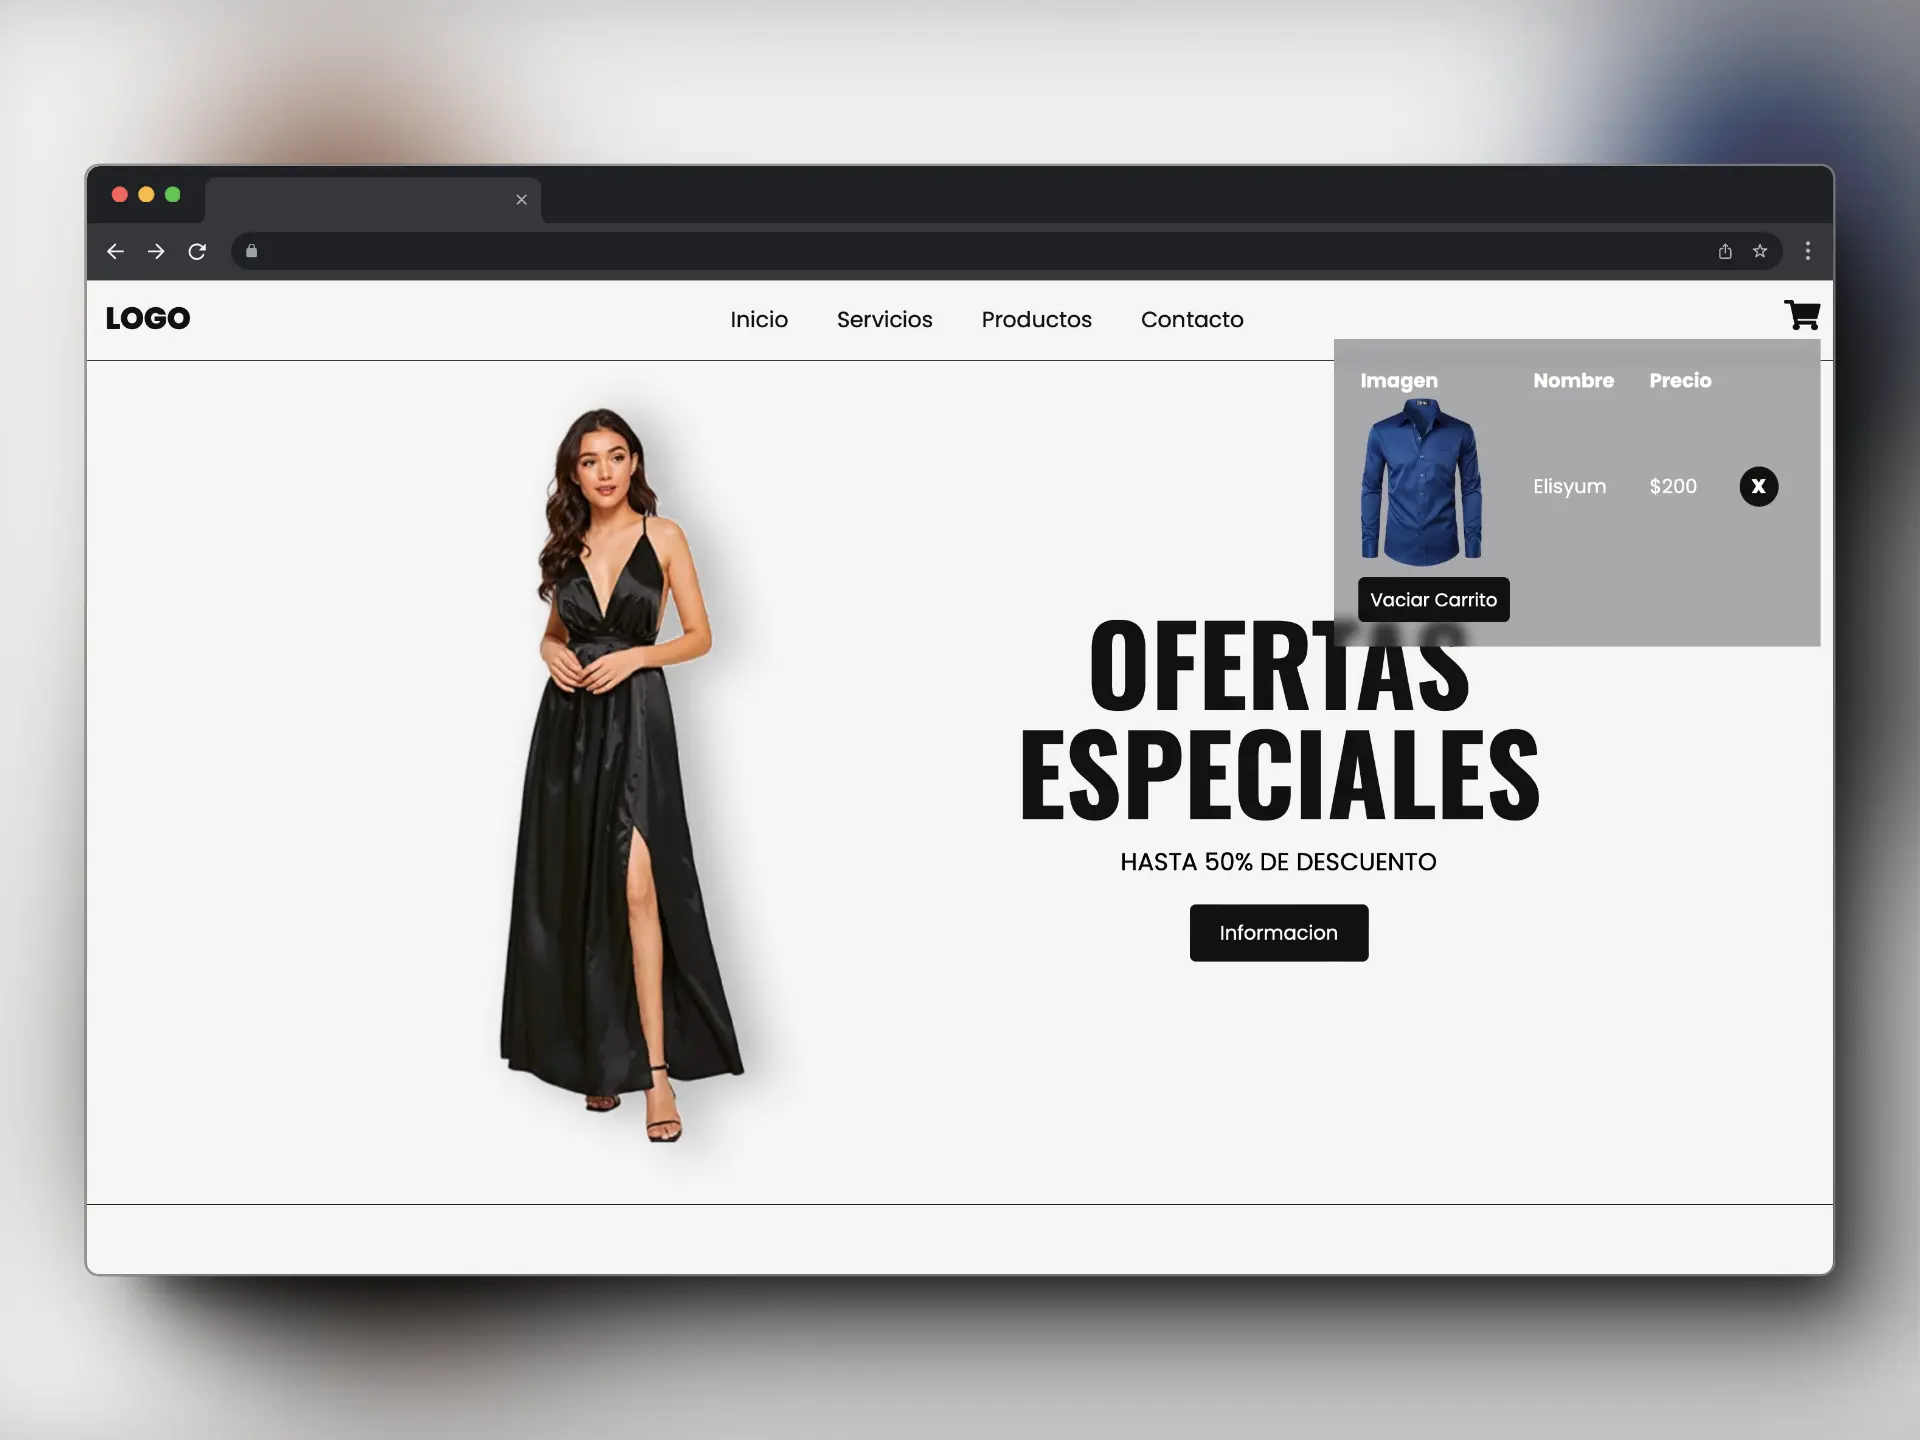 LOGO
Inicio Servicios Productos Contacto
Imagen Nombre Precio
Elisyum $200 X
Vaciar Carrito
OFERTAS
ESPECIALES
HASTA 50% DE DESCUENTO
Informacion